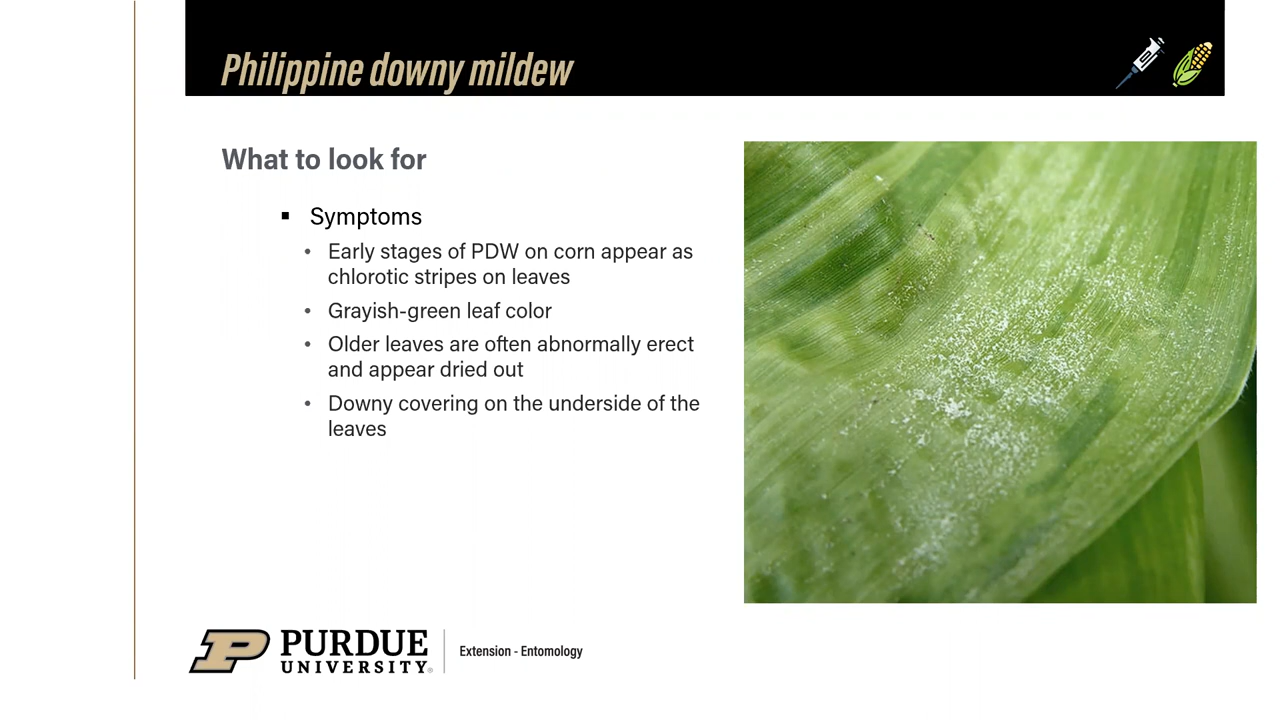 Philippine downy mildew
What to look for
Symptoms
Early stages of PDW on corn appear as
chlorotic stripes on leaves
Grayish-green leaf color
Older leaves are often abnormally erect
and appear dried out
Downy covering on the underside of the
leaves
PURDUE
UNIVERSITY®
Extension - Entomology